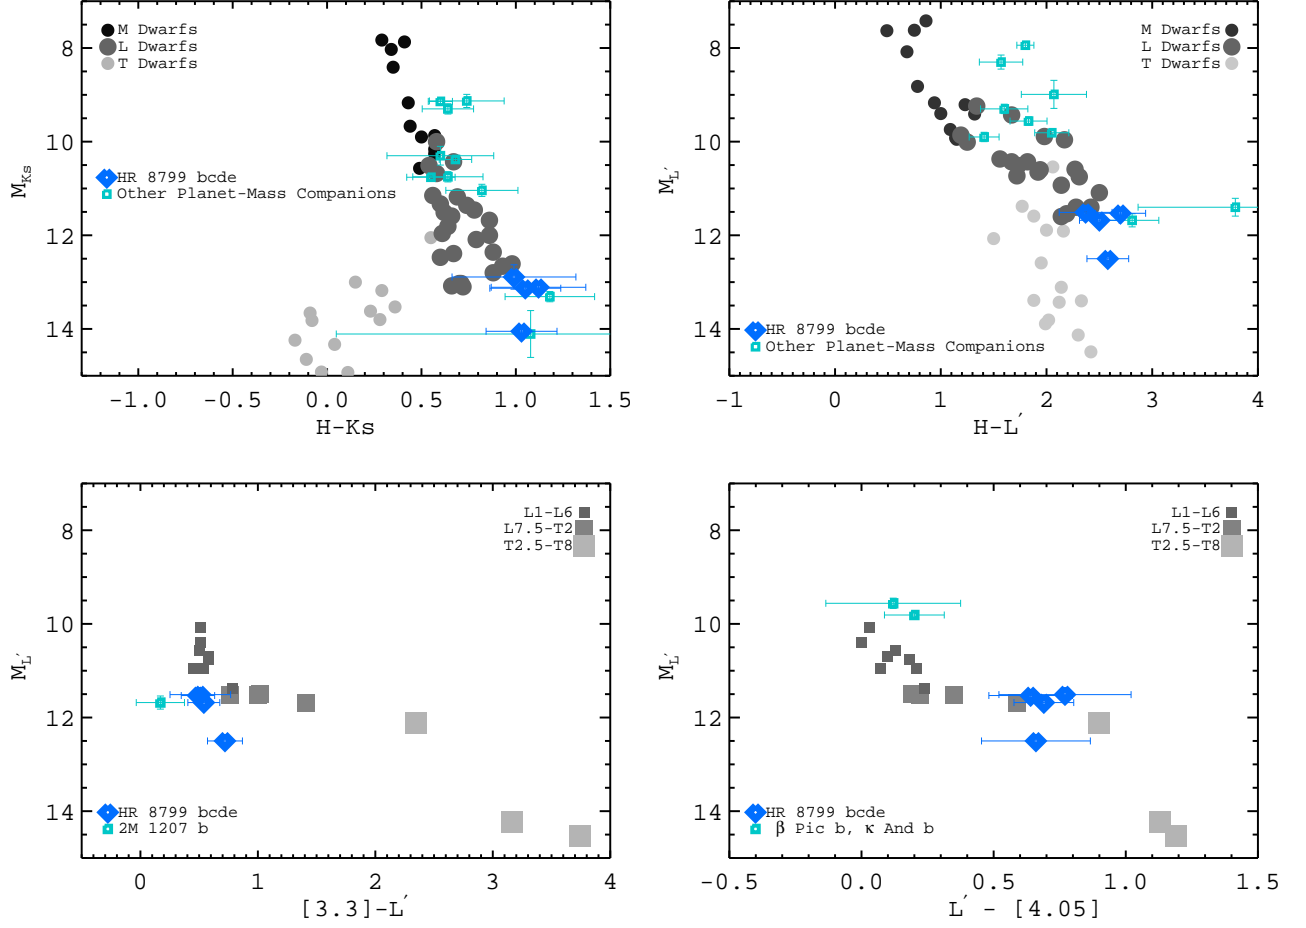 M Dwarfs
L Dwarfs
T Dwarfs
HR 8799 bcde
Other Planet-Mass Companions
8
10
12
14
M_Ks
-1.0
-0.5
0.0
0.5
1.0
1.5
H-Ks
M Dwarfs
L Dwarfs
T Dwarfs
HR 8799 bcde
Other Planet-Mass Companions
8
10
12
14
M_L′
-1
0
1
2
3
4
H-L′
L1-L6
L7.5-T2
T2.5-T8
HR 8799 bcde
2M 1207 b
8
10
12
14
M_L′
0
1
2
3
4
[3.3]-L′
L1-L6
L7.5-T2
T2.5-T8
HR 8799 bcde
β Pic b, κ And b
8
10
12
14
M_L′
-0.5
0.0
0.5
1.0
1.5
L′ - [4.05]